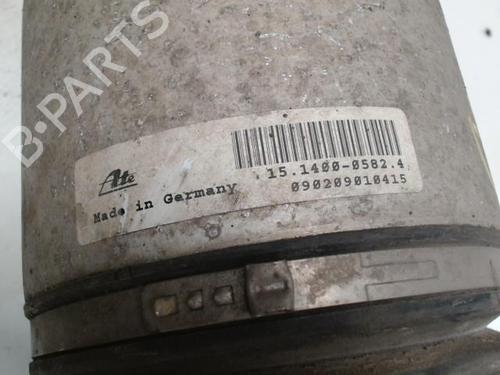 B-PARTS
Ate
Made in Germany
15.1400-0582.4
090209010415